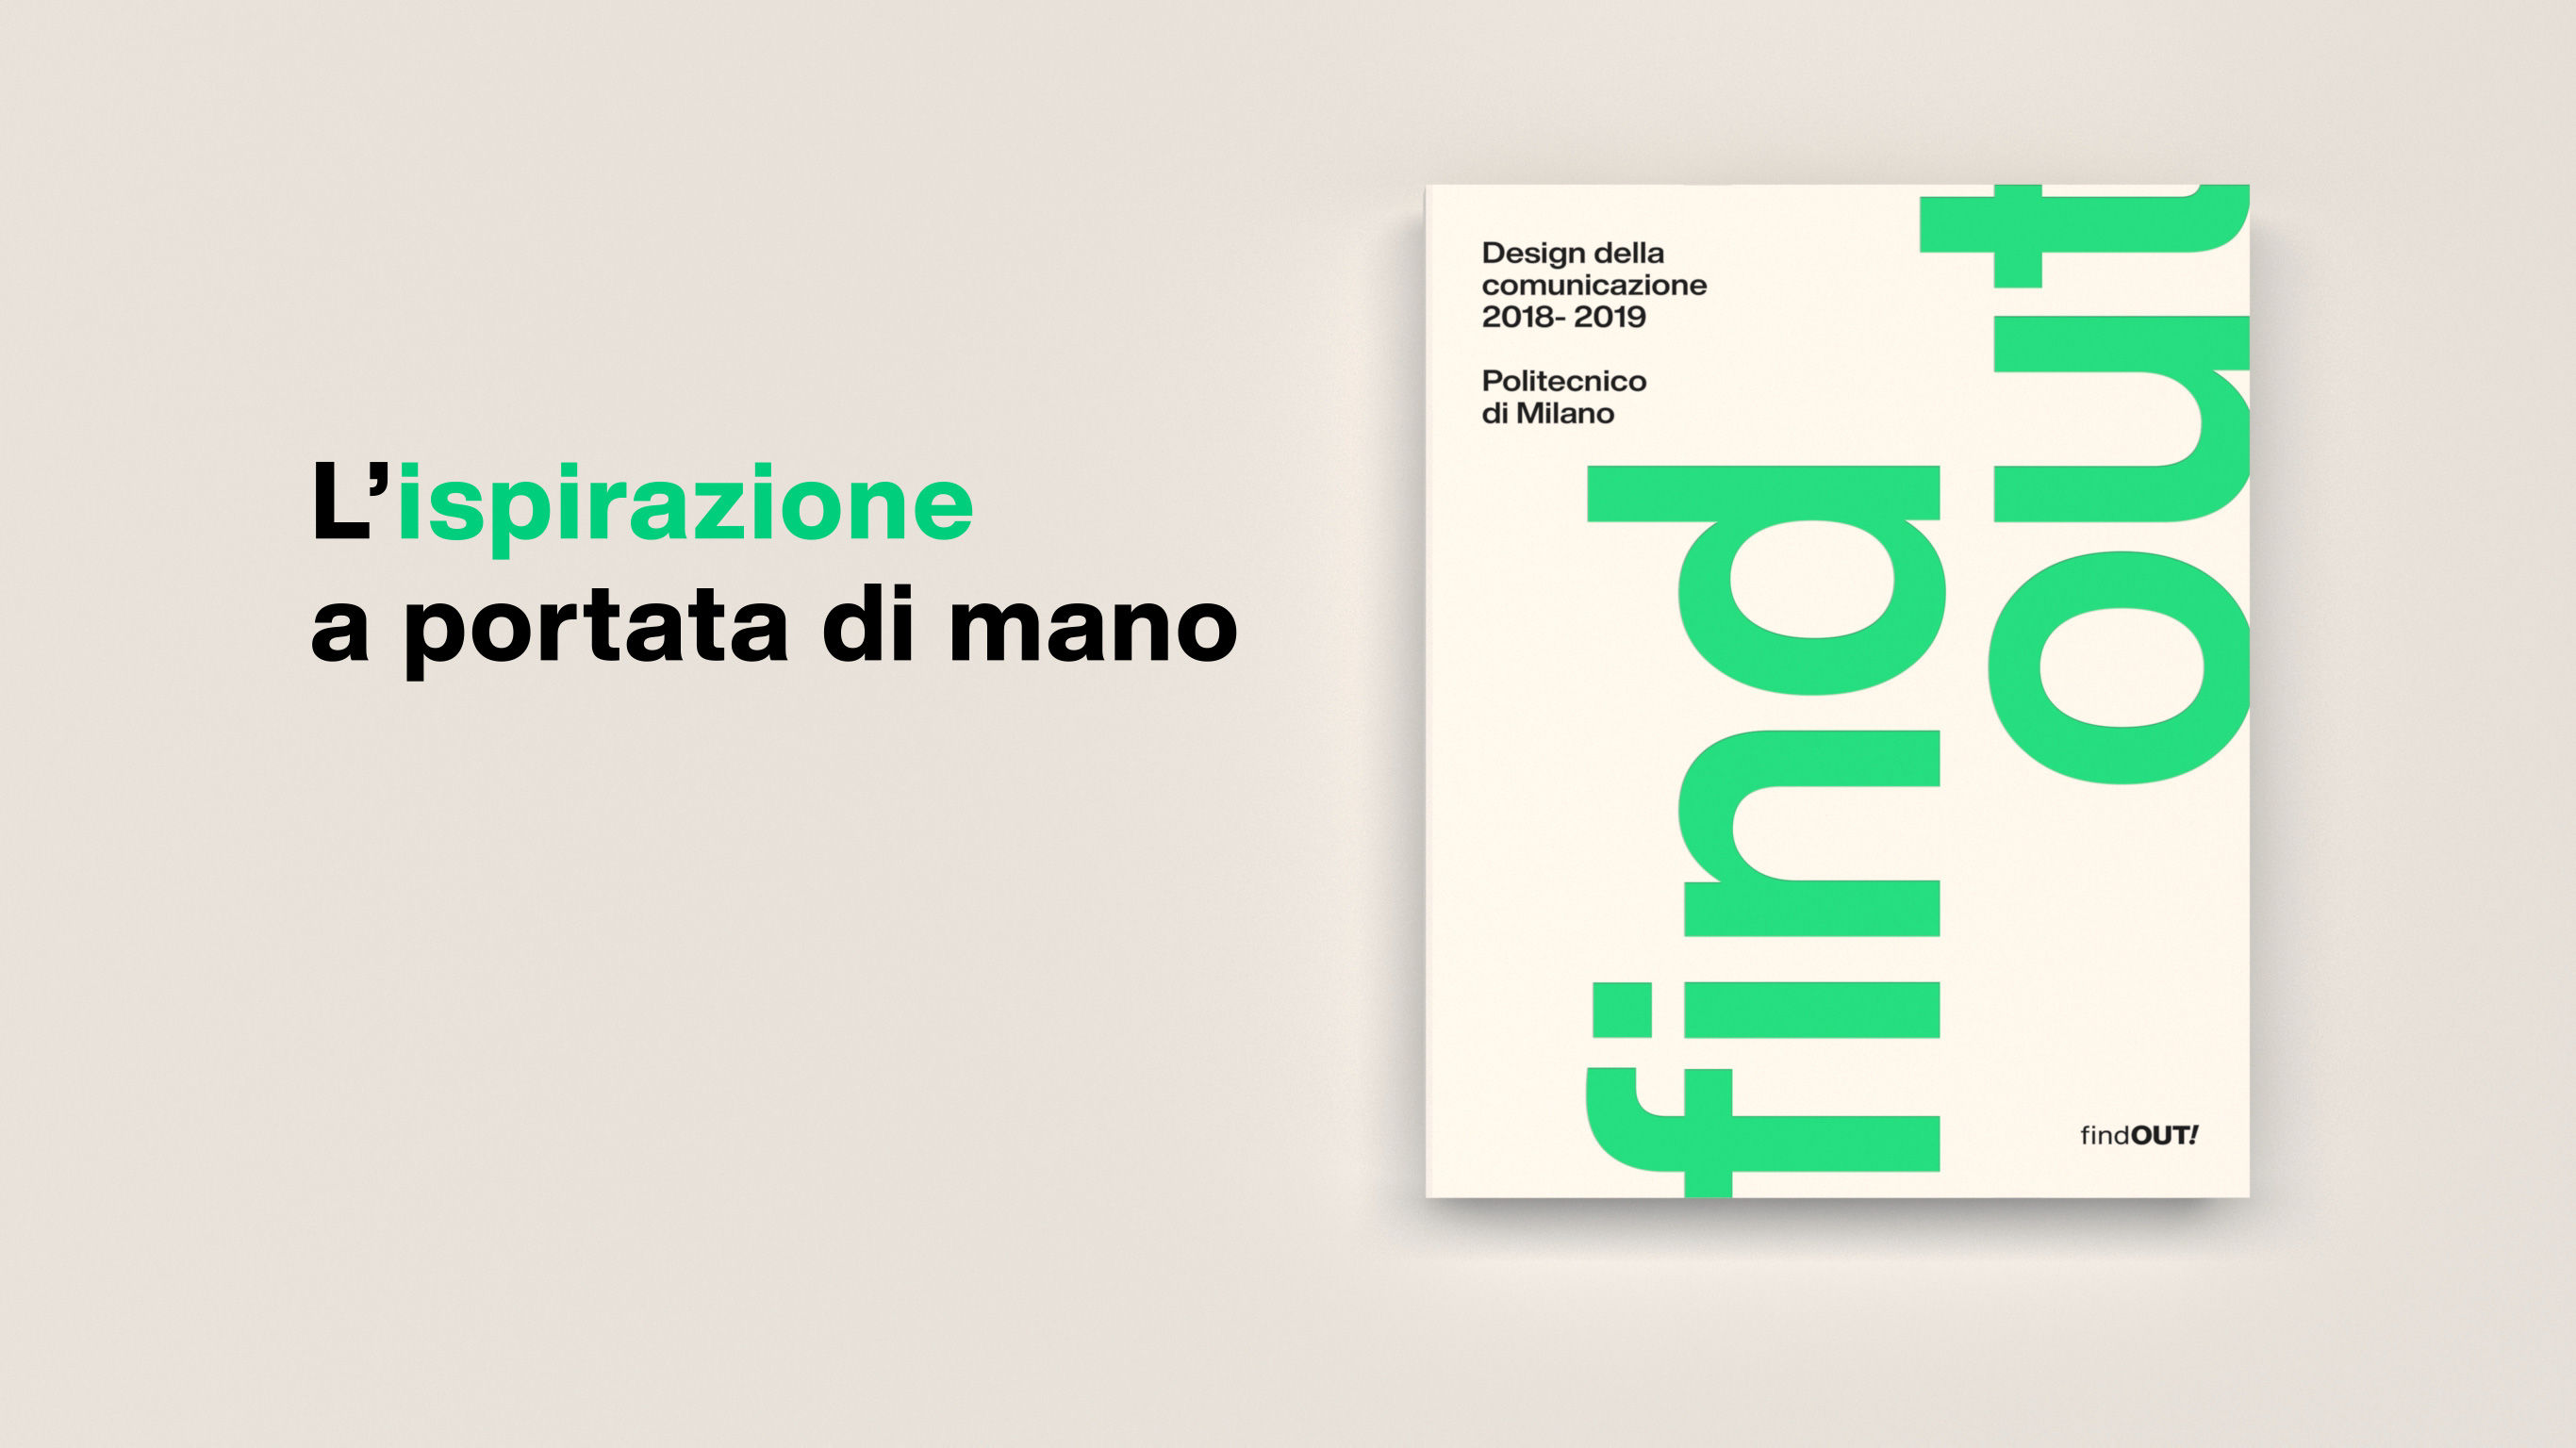 L’ispirazione
a portata di mano
Design della
comunicazione
2018- 2019
Politecnico
di Milano
find
out
findOUT!